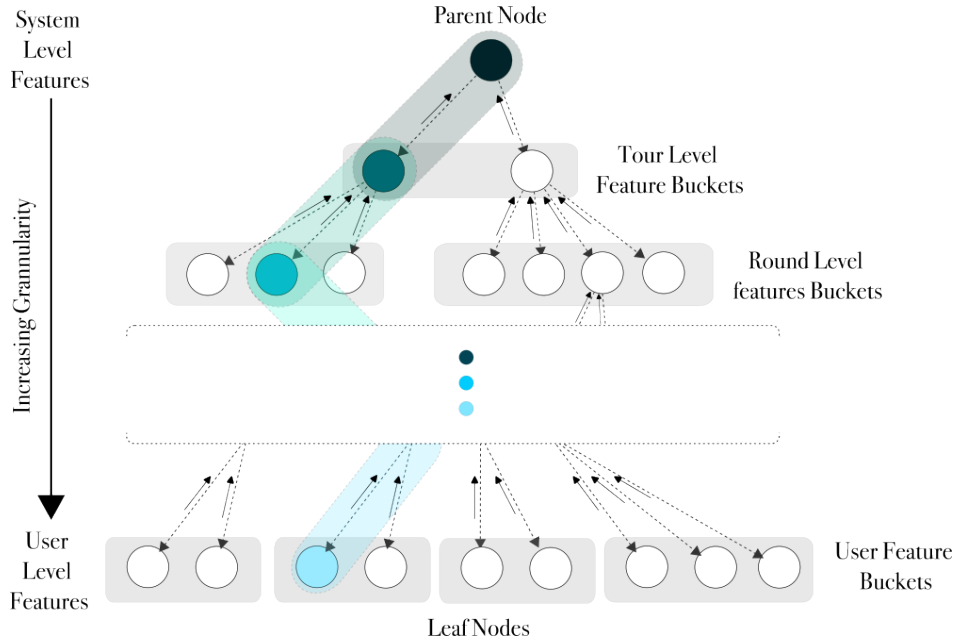 System
Level
Features
Parent Node
Tour Level
Feature Buckets
Round Level
features Buckets
Increasing Grannularity
User
Level
Features
User Feature
Buckets
Leaf Nodes